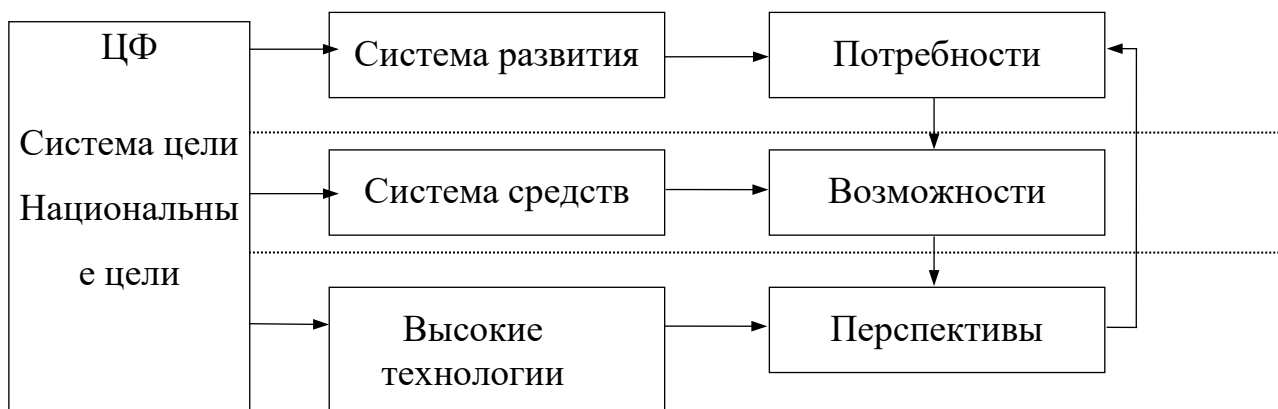 ЦФ
Система цели
Национальны
е цели
Система развития
Потребности
Система средств
Возможности
Высокие
технологии
Перспективы